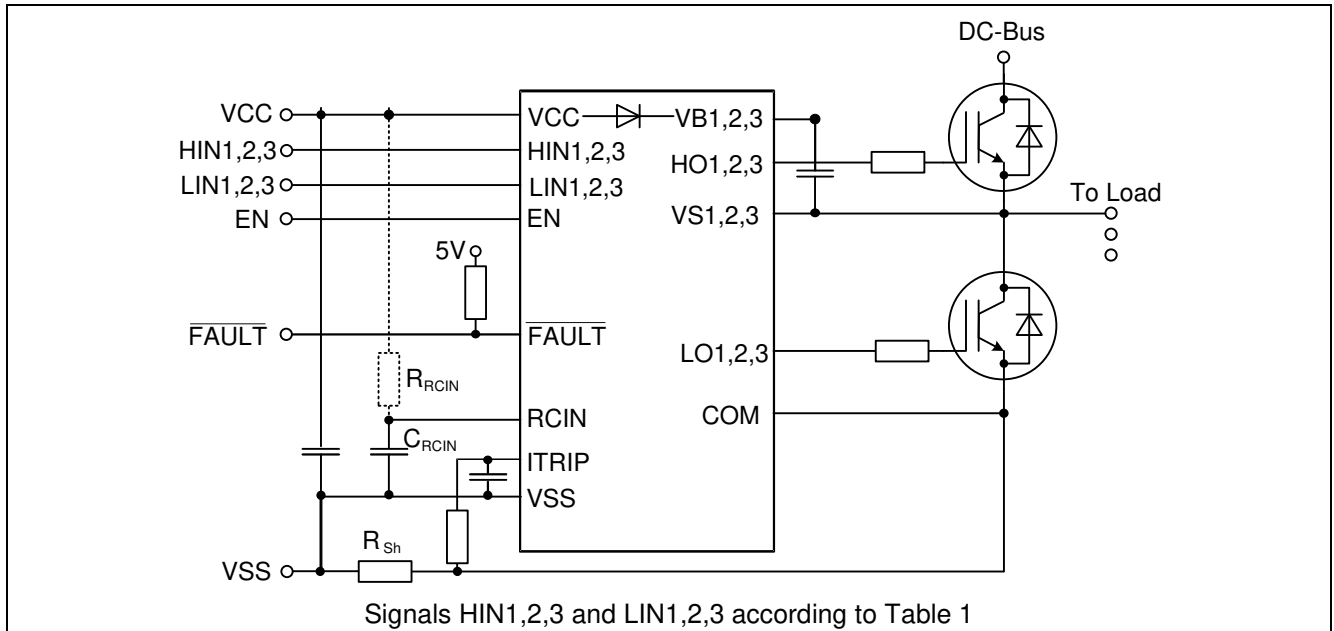 DC-Bus
VCC
VCC
VB1,2,3
HIN1,2,3
HIN1,2,3
HO1,2,3
LIN1,2,3
LIN1,2,3
To Load
EN
EN
VS1,2,3
5V
FAULT
FAULT
LO1,2,3
RRCIN
RCIN
COM
CRCIN
ITRIP
VSS
RSh
VSS
Signals HIN1,2,3 and LIN1,2,3 according to Table 1